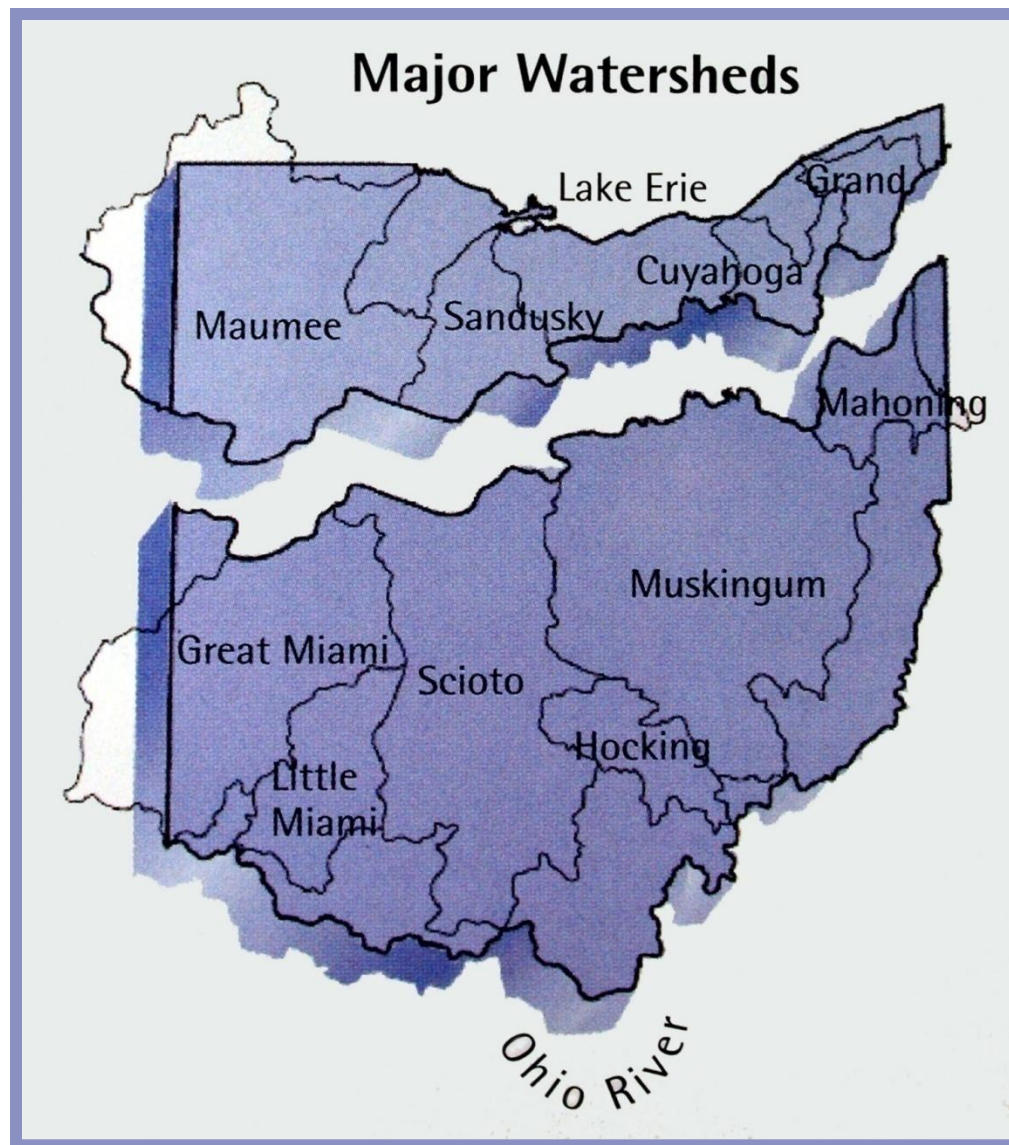 Major Watersheds
Lake Erie
Grand
Cuyahoga
Sandusky
Maumee
Mahoning
Muskingum
Great Miami
Scioto
Hocking
Little
Miami
Ohio River